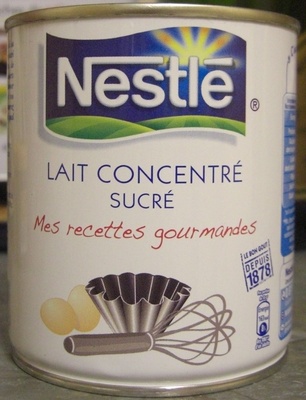 Nestlé
®
LAIT CONCENTRÉ
SUCRÉ
Mes recettes gourmandes
LE BON GOÛT
DEPUIS
1878